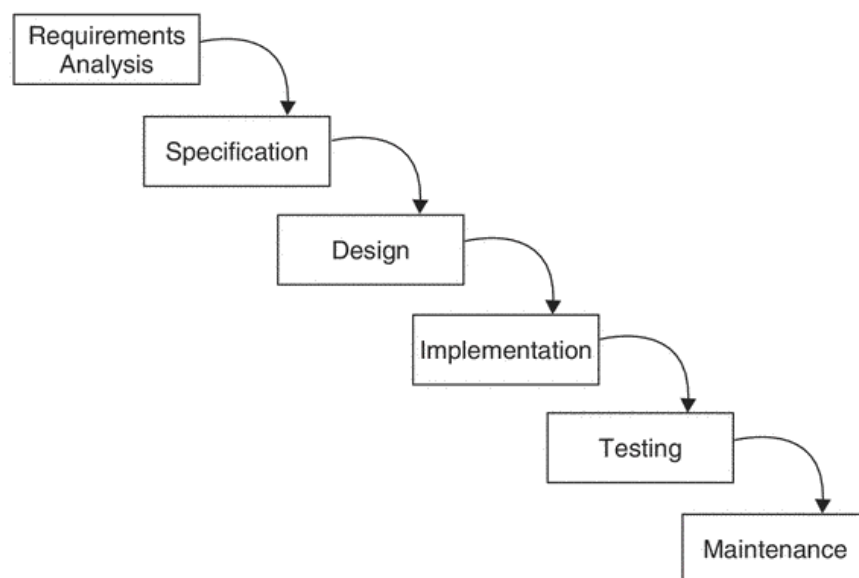 Requirements
Analysis
Specification
Design
Implementation
Testing
Maintenance